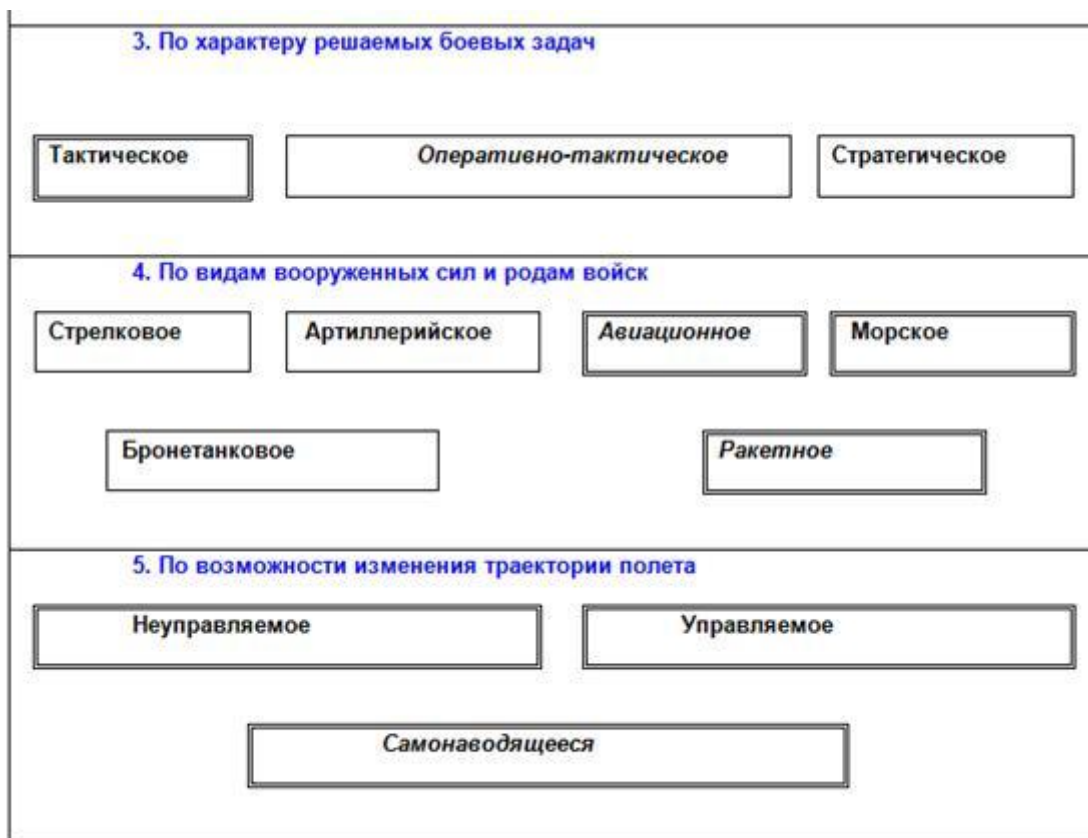 3. По характеру решаемых боевых задач
Тактическое Оперативно-тактическое Стратегическое
4. По видам вооруженных сил и родам войск
Стрелковое Артиллерийское Авиационное Морское
Бронетанковое Ракетное
5. По возможности изменения траектории полета
Неуправляемое Управляемое
Самонаводящееся